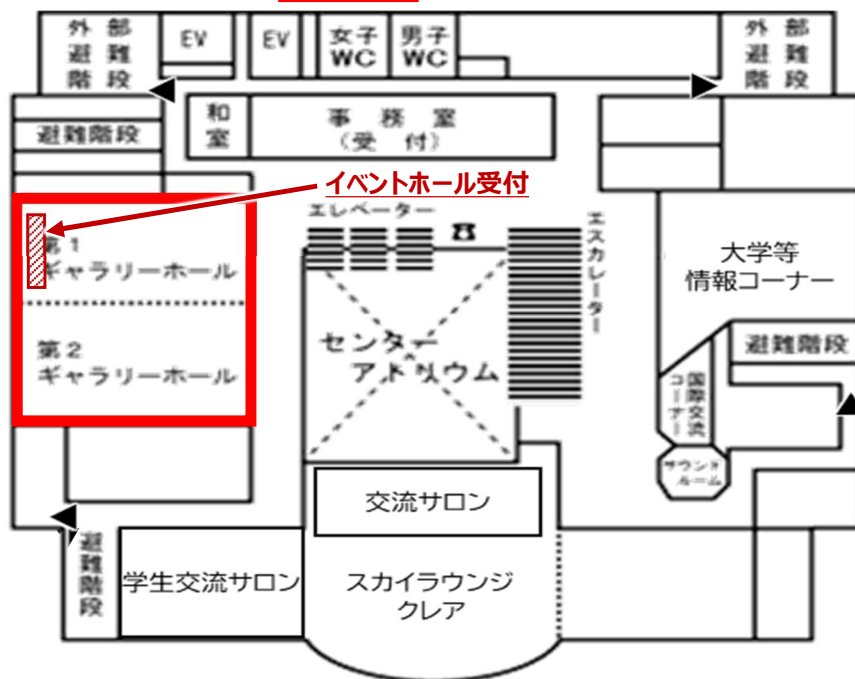 外部
避難
階段
EV
EV
女子
WC
男子
WC
外部
避難
階段
和室
事務室
（受付）
避難階段
イベントホール受付
エレベーター
エスカレーター
第１
ギャラリーホール
大学等
情報コーナー
センター
アトリウム
第２
ギャラリーホール
避難階段
国際交流
コーナー
サウンド
ルーム
交流サロン
避難階段
学生交流サロン
スカイラウンジ
クレア